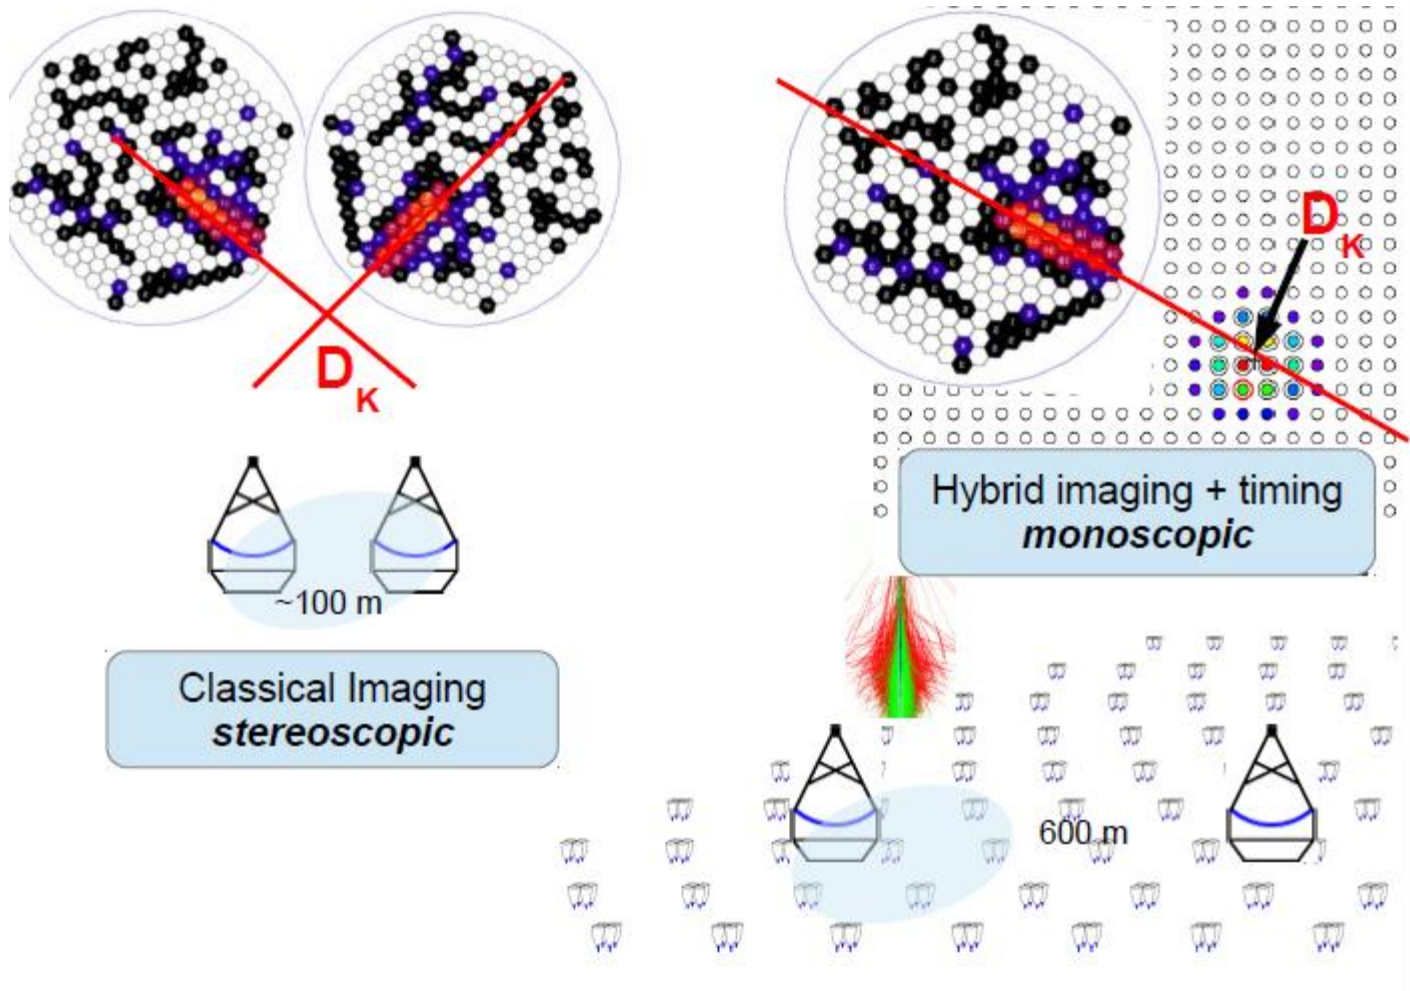 D
K
~100 m
Classical Imaging
stereoscopic
D
K
Hybrid imaging + timing
monoscopic
600 m